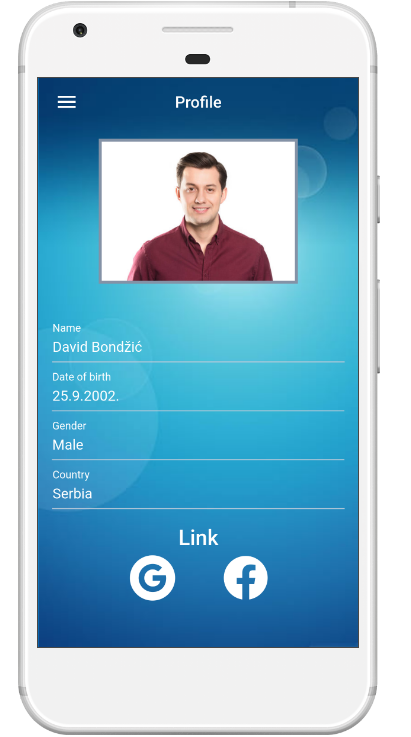 Profile
Name
David Bondžić
Date of birth
25.9.2002.
Gender
Male
Country
Serbia
Link